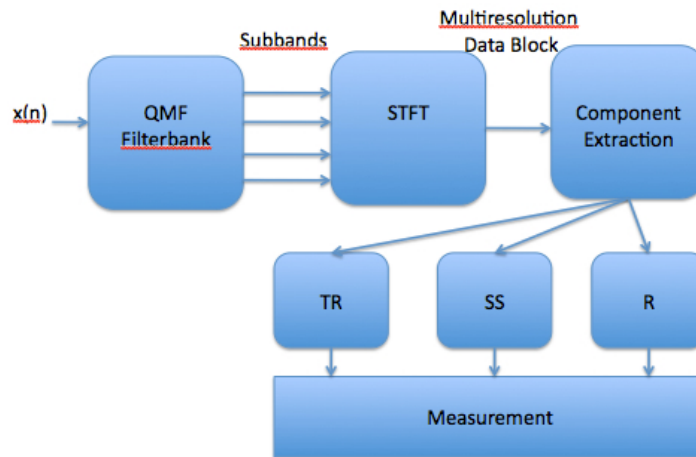 Multiresolution
Subbands
Data Block
x(n)
QMF
Filterbank
STFT
Component
Extraction
TR
SS
R
Measurement